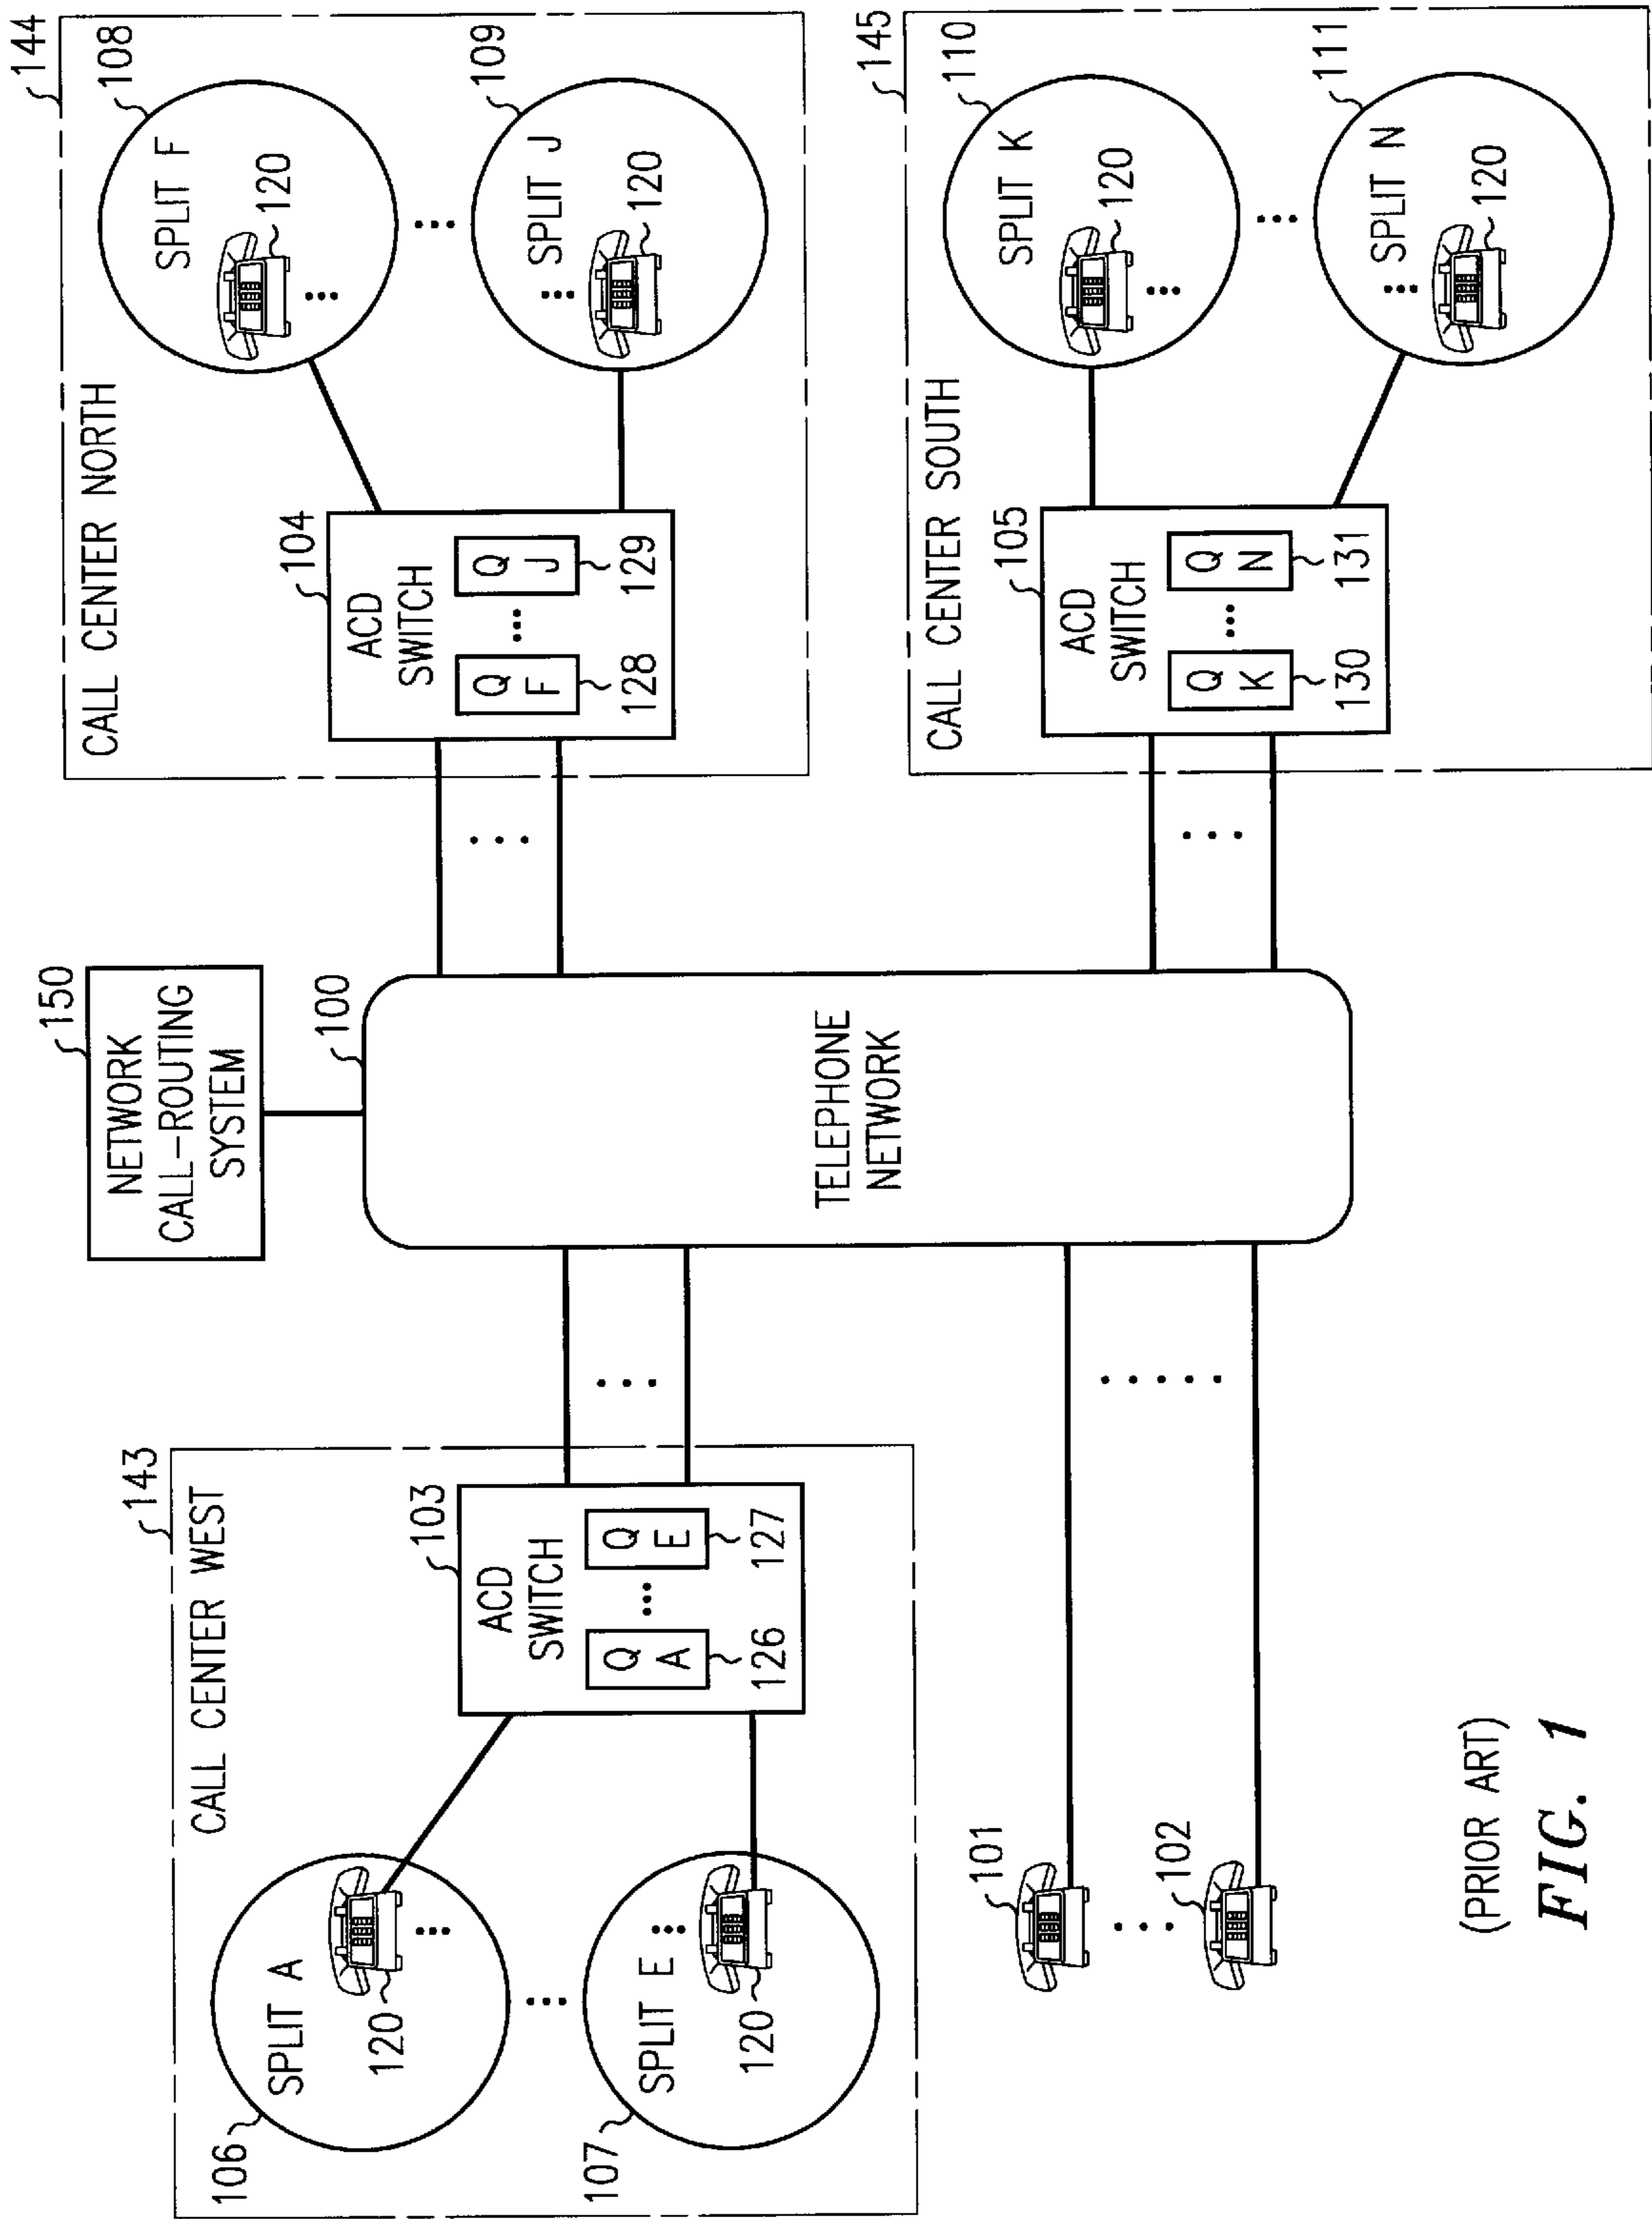 NETWORK
CALL-ROUTING
SYSTEM
150
CALL CENTER WEST
143
SPLIT A
106
120
SPLIT E
107
120
103
ACD
SWITCH
Q
A
126
Q
E
127
100
TELEPHONE
NETWORK
101
102
CALL CENTER NORTH
144
104
ACD
SWITCH
Q
F
128
Q
J
129
SPLIT F
108
120
SPLIT J
109
120
CALL CENTER SOUTH
145
105
ACD
SWITCH
Q
K
130
Q
N
131
SPLIT K
110
120
SPLIT N
111
120
(PRIOR ART)
FIG. 1